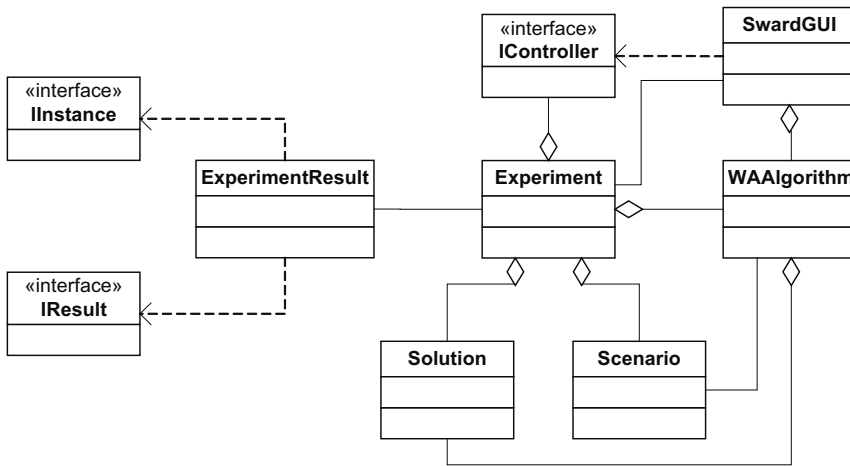 «interface»
IController
SwardGUI
«interface»
IInstance
ExperimentResult
Experiment
WAAlgorithm
«interface»
IResult
Solution
Scenario